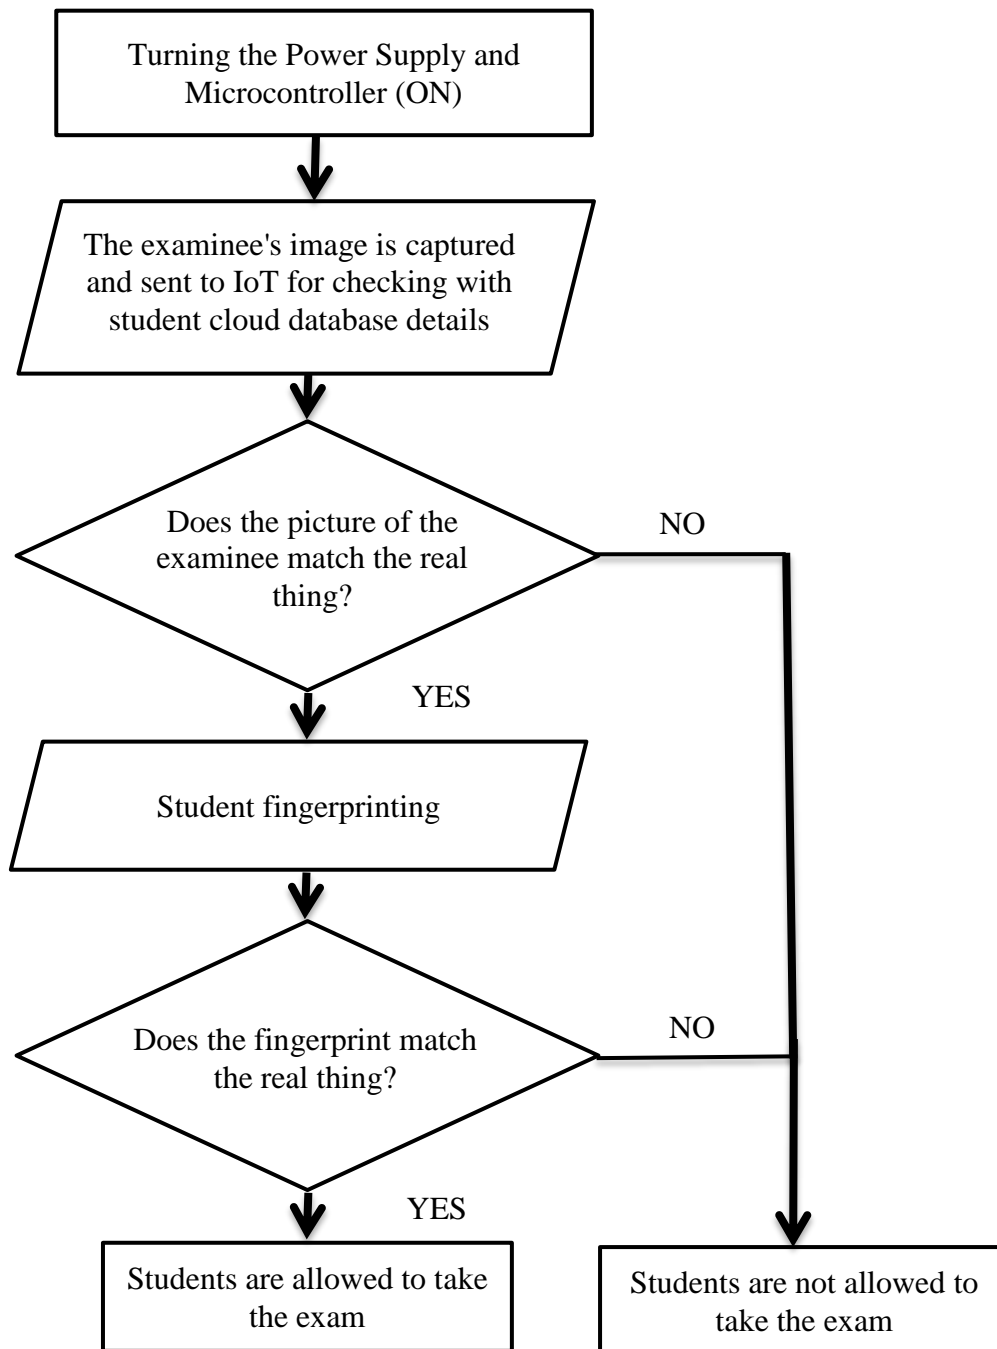 Turning the Power Supply and
Microcontroller (ON)
The examinee's image is captured
and sent to IoT for checking with
student cloud database details
Does the picture of the
examinee match the real
thing?
NO
YES
Student fingerprinting
Does the fingerprint match
the real thing?
NO
YES
Students are allowed to take
the exam
Students are not allowed to
take the exam